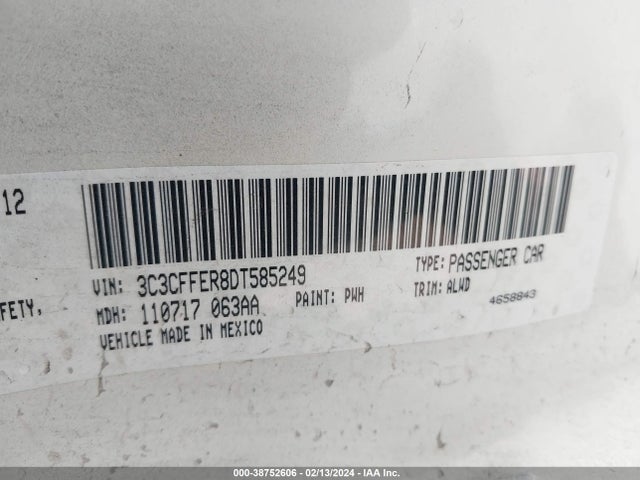 12
FETY,
VIN: 3C3CFFER8DT585249
TYPE: PASSENGER CAR
MDH: 110717 063AA
PAINT: PWH
TRIM: ALWD
VEHICLE MADE IN MEXICO
4658843
000-38752606 - 02/13/2024 - IAA Inc.